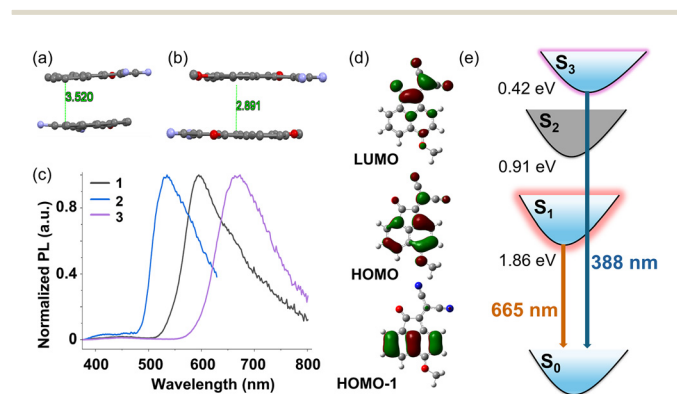 (a)
3.520
(b)
2.891
(c)
Normalized PL (a.u.)
0.8
0.4
0
1
2
3
400
500
600
700
800
Wavelength (nm)
(d)
LUMO
HOMO
HOMO-1
(e)
S3
0.42 eV
S2
0.91 eV
S1
1.86 eV
388 nm
665 nm
S0